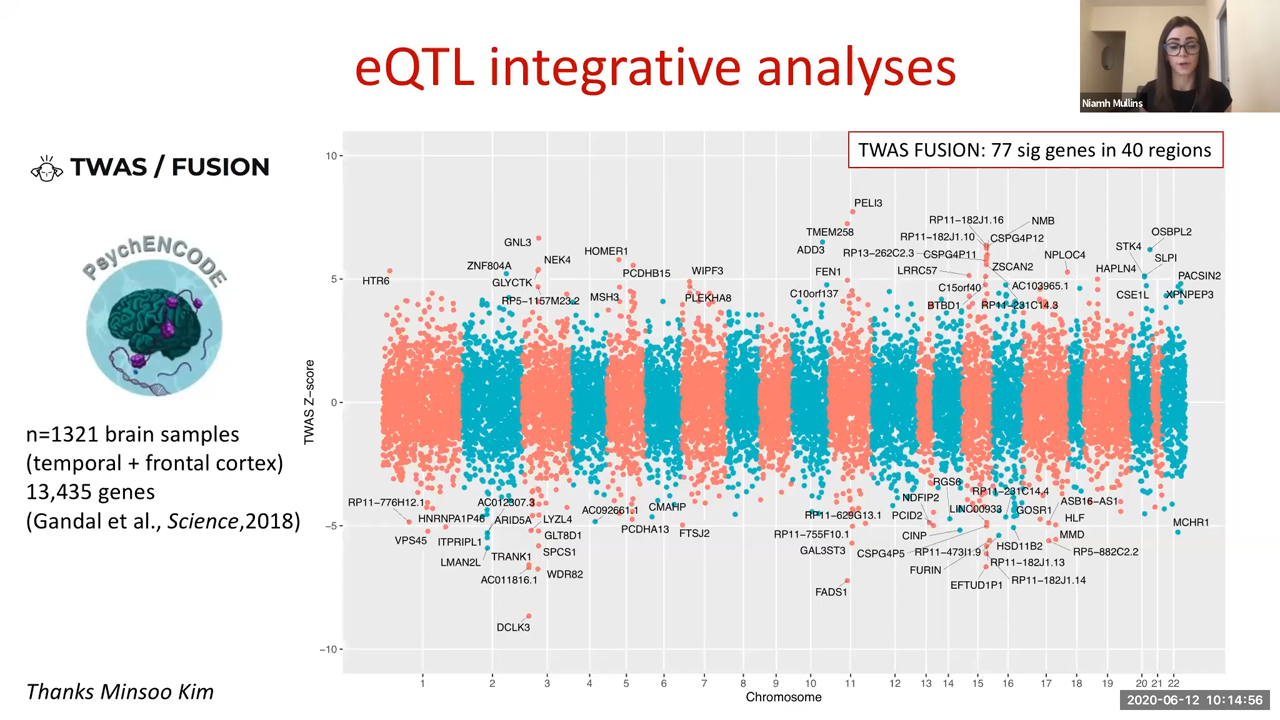 eQTL integrative analyses
Niamh Mullins
TWAS / FUSION
TWAS FUSION: 77 sig genes in 40 regions
PsychENCODE
n=1321 brain samples
(temporal + frontal cortex)
13,435 genes
(Gandal et al., Science,2018)
Thanks Minsoo Kim
TWAS Z−score
10
5
0
−5
−10
PELI3
RP11−182J1.16
NMB
TMEM258
RP11−182J1.10
CSPG4P12
OSBPL2
GNL3
ADD3
RP13−262C2.3
CSPG4P11
STK4
HOMER1
NEK4
NPLOC4
SLPI
ZNF804A
PCDHB15
WIPF3
FEN1
LRRC57
ZSCAN2
HAPLN4
PACSIN2
HTR6
GLYCTK
C10orf137
C15orf40
AC103965.1
CSE1L
XPNPEP3
RP5−1157M23.2
MSH3
PLEKHA8
BTBD1
RP11−231C14.3
RGS6
RP11−231C14.4
RP11−776H12.1
AC012307.3
AC092661.1
CMAHP
NDFIP2
LINC00933
GOSR1
ASB16−AS1
HNRNPA1P46
ARID5A
LYZL4
RP11−629G13.1
PCID2
HLF
MCHR1
VPS45
ITPRIPL1
GLT8D1
PCDHA13
FTSJ2
RP11−755F10.1
CINP
MMD
LMAN2L
TRANK1
SPCS1
GAL3ST3
CSPG4P5
RP11−473I1.9
HSD11B2
RP5−882C2.2
AC011816.1
WDR82
FURIN
RP11−182J1.13
FADS1
EFTUD1P1
RP11−182J1.14
DCLK3
1 2 3 4 5 6 7 8 9 10 11 12 13 14 15 16 17 18 19 20 21 22
Chromosome
2020-06-12 10:14:56